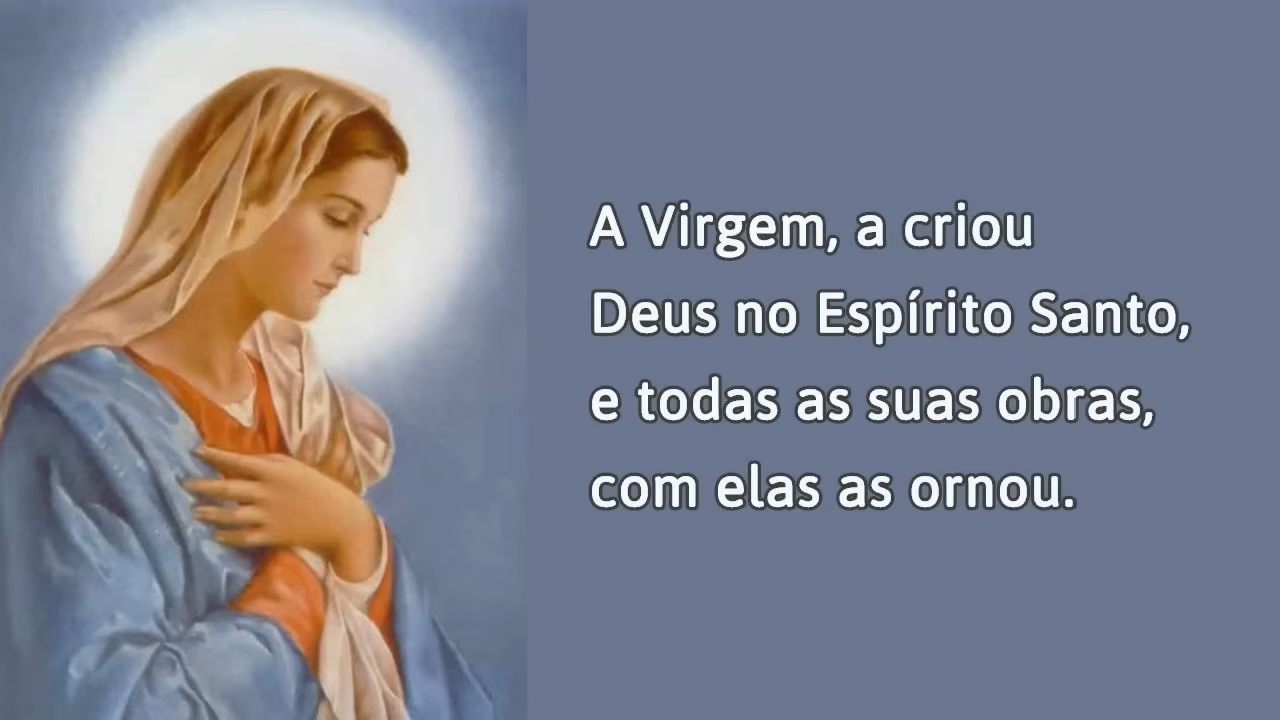 A Virgem, a criou
Deus no Espírito Santo,
e todas as suas obras,
com elas as ornou.